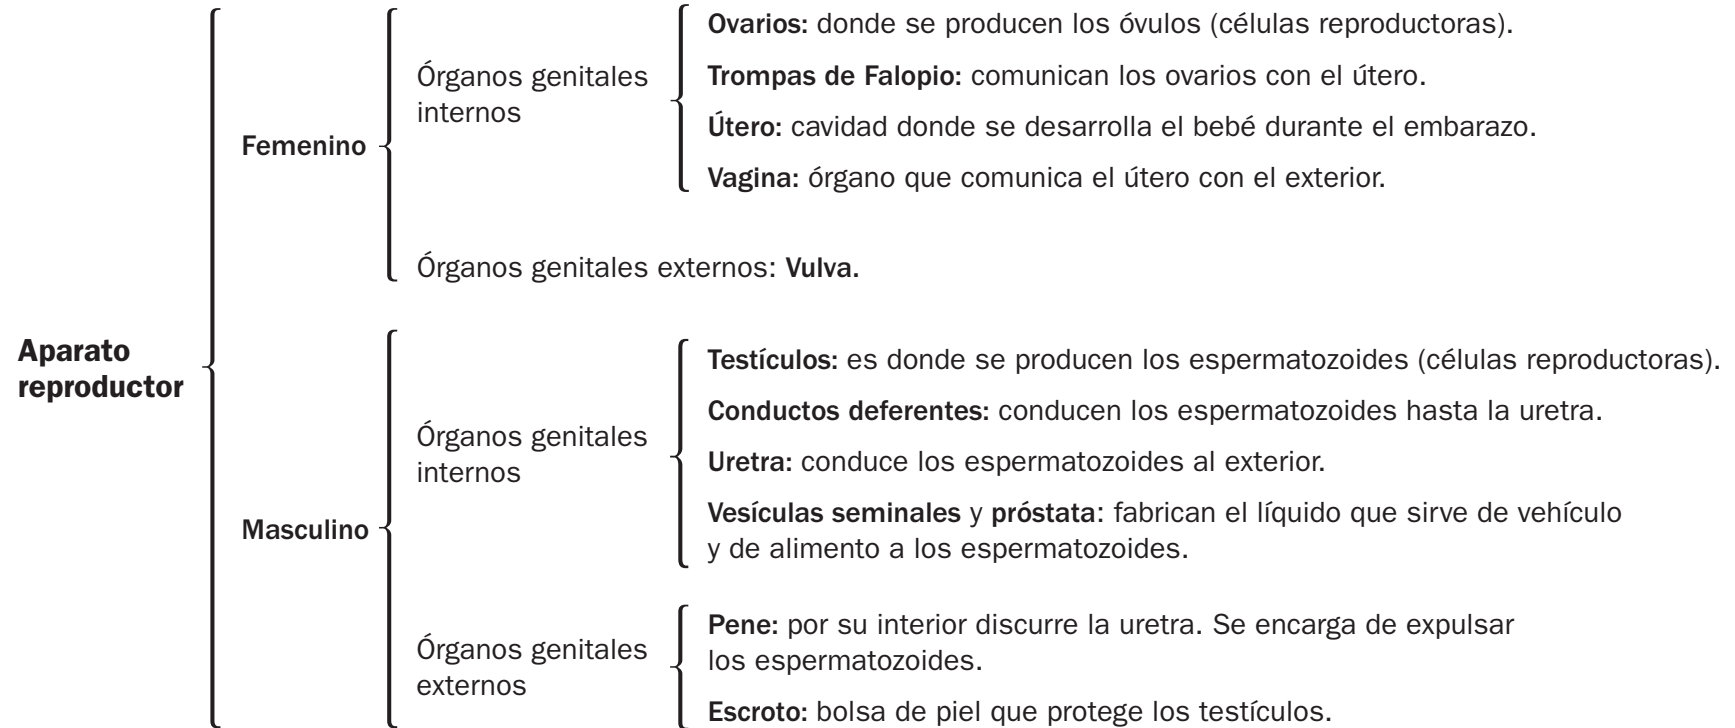 Aparato
reproductor
Femenino
Órganos genitales
internos
Ovarios: donde se producen los óvulos (células reproductoras).
Trompas de Falopio: comunican los ovarios con el útero.
Útero: cavidad donde se desarrolla el bebé durante el embarazo.
Vagina: órgano que comunica el útero con el exterior.
Órganos genitales externos: Vulva.
Masculino
Órganos genitales
internos
Testículos: es donde se producen los espermatozoides (células reproductoras).
Conductos deferentes: conducen los espermatozoides hasta la uretra.
Uretra: conduce los espermatozoides al exterior.
Vesículas seminales y próstata: fabrican el líquido que sirve de vehículo
y de alimento a los espermatozoides.
Órganos genitales
externos
Pene: por su interior discurre la uretra. Se encarga de expulsar
los espermatozoides.
Escroto: bolsa de piel que protege los testículos.